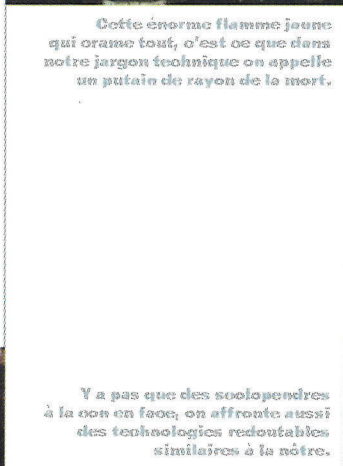 Cette énorme flamme jaune
qui crame tout, c'est ce que dans
notre jargon technique on appelle
un putain de rayon de la mort.
Y a pas que des scolopendres
à la con en face, on affronte aussi
des technologies redoutables
similaires à la nôtre.